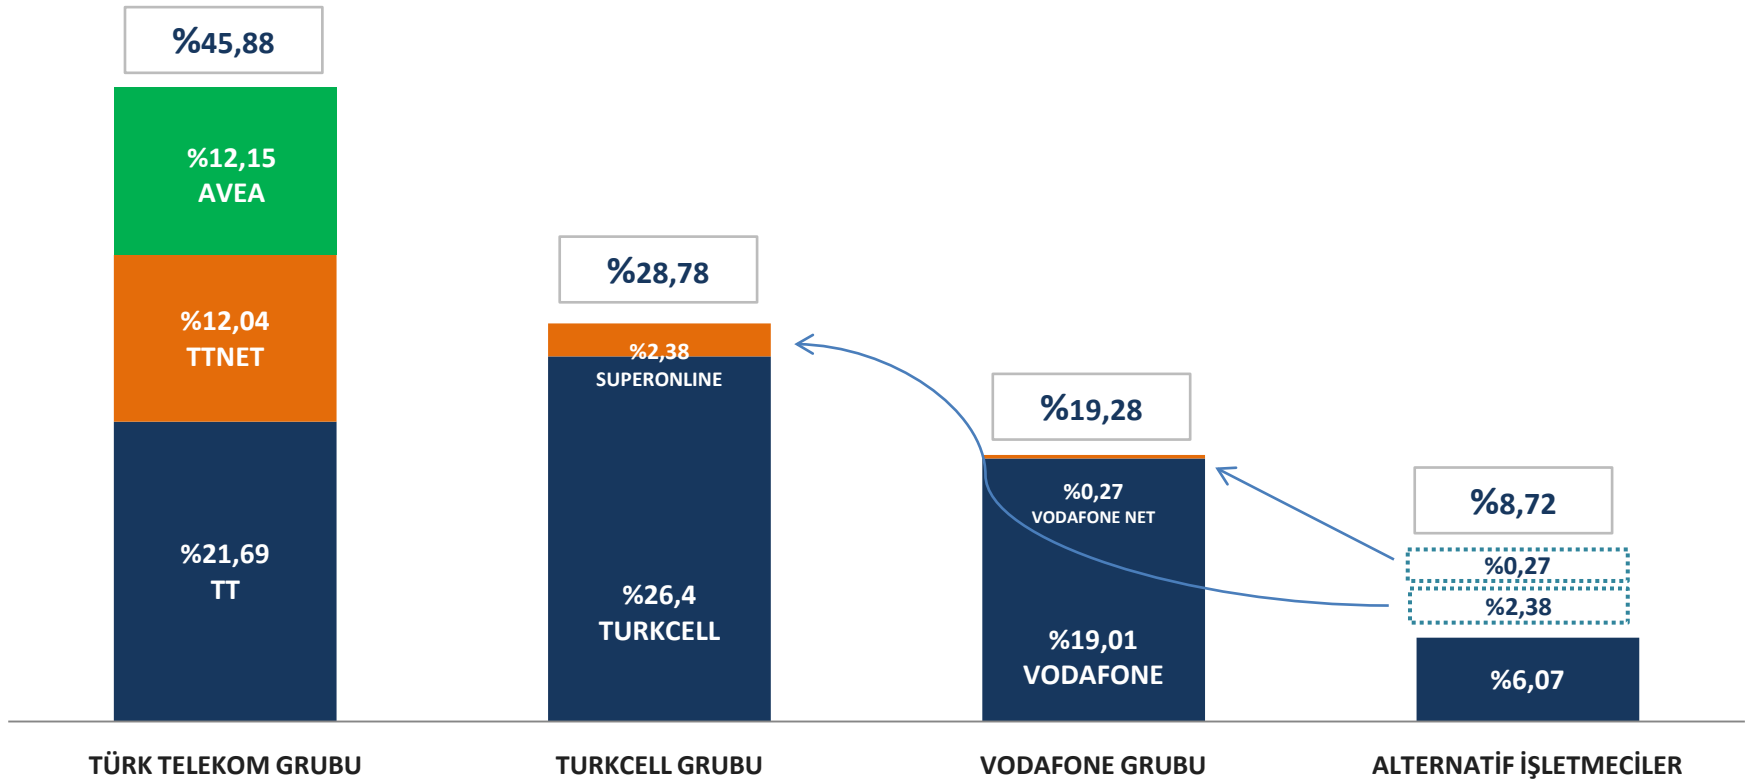 %45,88
%12,15
AVEA
%12,04
TTNET
%21,69
TT
TÜRK TELEKOM GRUBU
%28,78
%2,38
SUPERONLINE
%26,4
TURKCELL
TURKCELL GRUBU
%19,28
%0,27
VODAFONE NET
%19,01
VODAFONE
VODAFONE GRUBU
%8,72
%0,27
%2,38
%6,07
ALTERNATİF İŞLETMECİLER